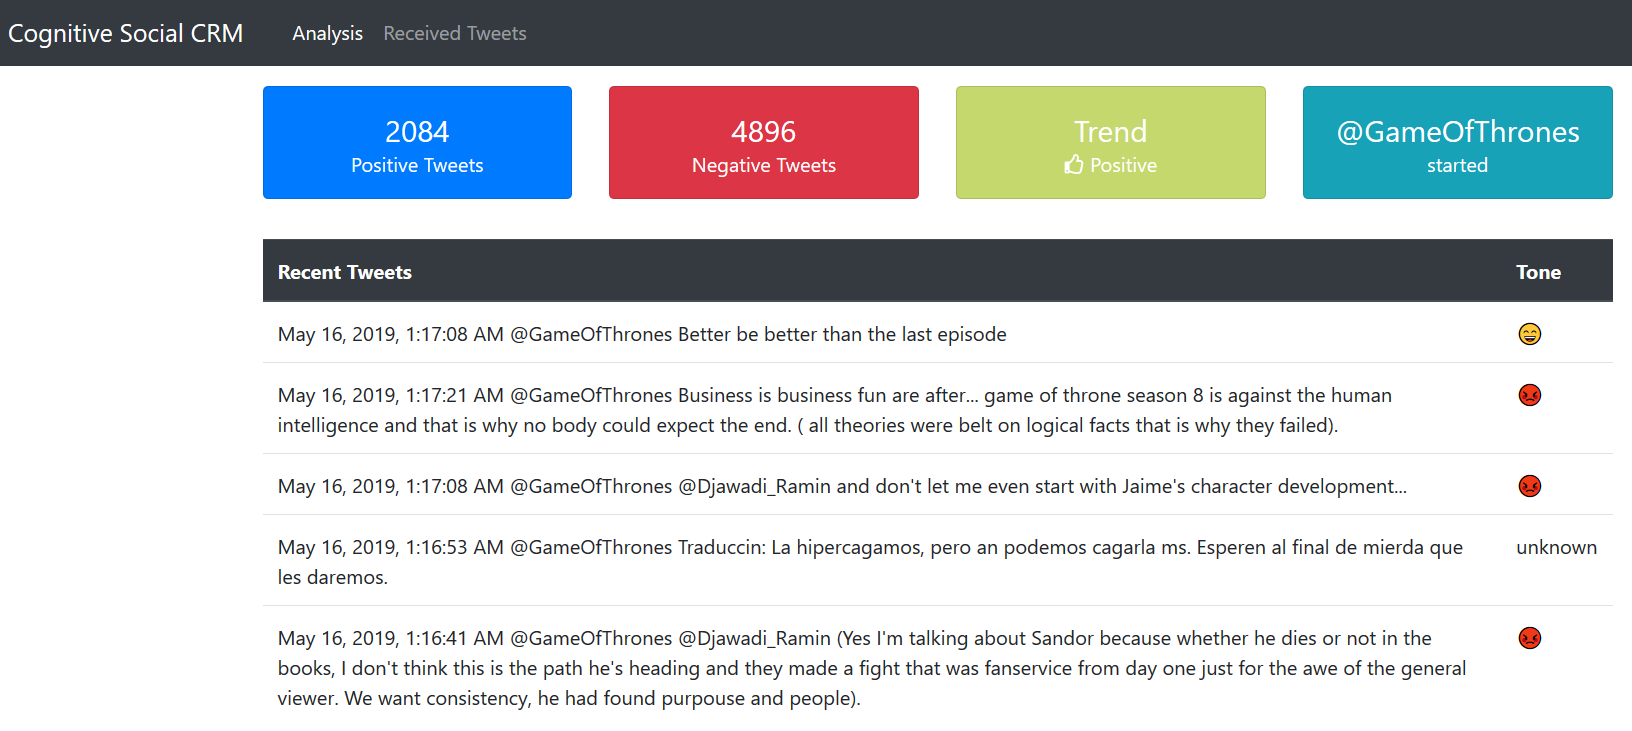 Cognitive Social CRM Analysis Received Tweets
2084
Positive Tweets
4896
Negative Tweets
Trend
Positive
@GameOfThrones
started
Recent Tweets Tone
May 16, 2019, 1:17:08 AM @GameOfThrones Better be better than the last episode
May 16, 2019, 1:17:21 AM @GameOfThrones Business is business fun are after... game of throne season 8 is against the human
intelligence and that is why no body could expect the end. ( all theories were belt on logical facts that is why they failed).
May 16, 2019, 1:17:08 AM @GameOfThrones @Djawadi_Ramin and don't let me even start with Jaime's character development...
May 16, 2019, 1:16:53 AM @GameOfThrones Traduccin: La hipercagamos, pero an podemos cagarla ms. Esperen al final de mierda que
les daremos.
unknown
May 16, 2019, 1:16:41 AM @GameOfThrones @Djawadi_Ramin (Yes I'm talking about Sandor because whether he dies or not in the
books, I don't think this is the path he's heading and they made a fight that was fanservice from day one just for the awe of the general
viewer. We want consistency, he had found purpouse and people).